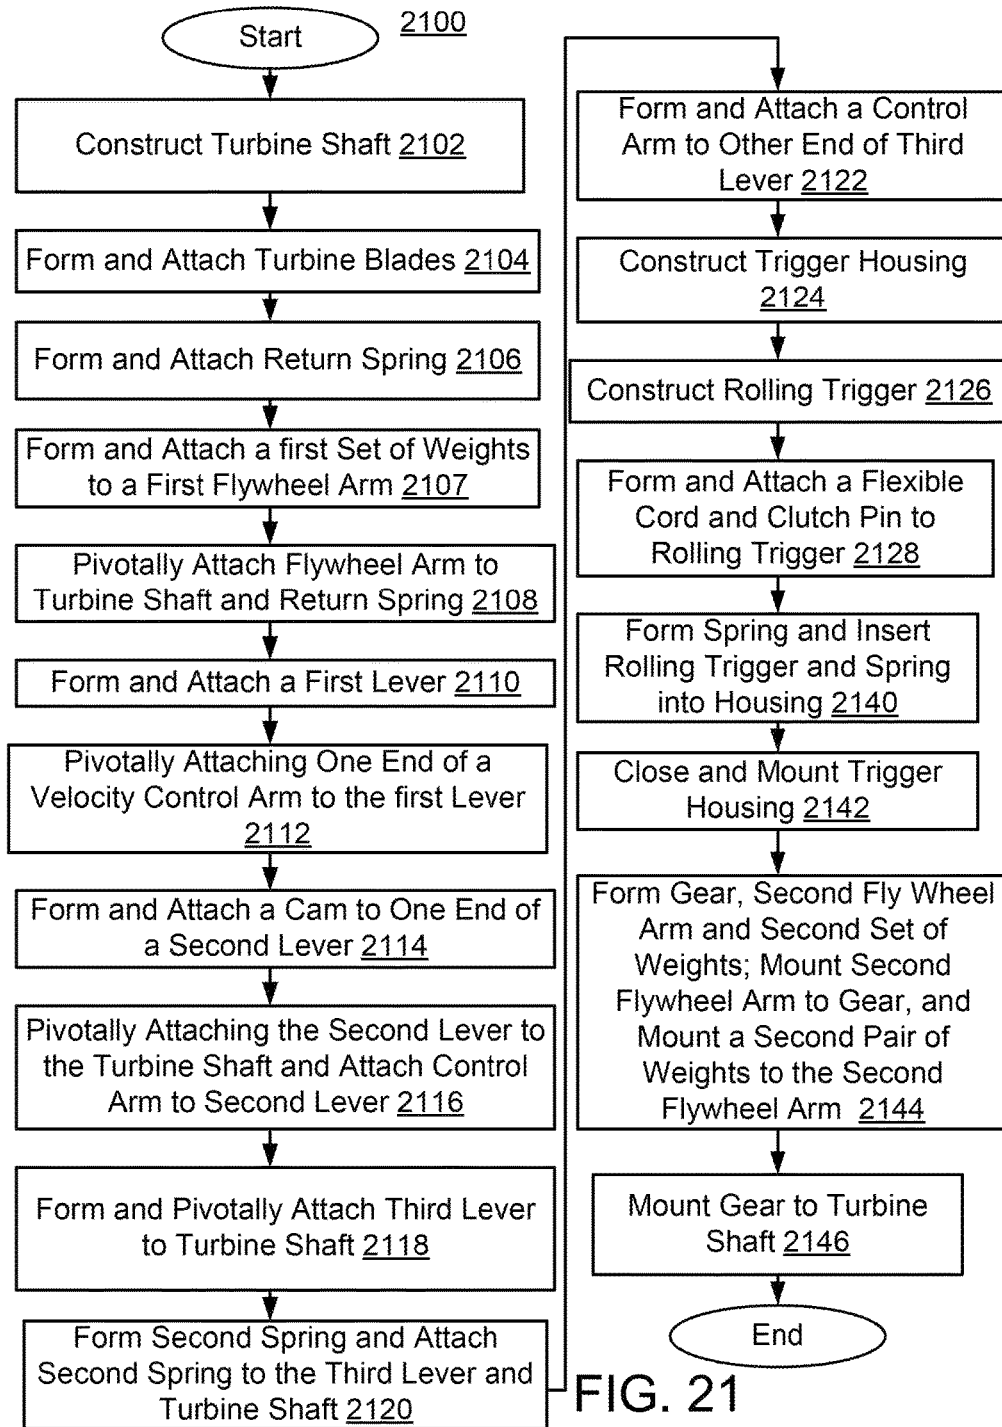 Start
2100
Construct Turbine Shaft 2102
Form and Attach Turbine Blades 2104
Form and Attach Return Spring 2106
Form and Attach a first Set of Weights
to a First Flywheel Arm 2107
Pivotally Attach Flywheel Arm to
Turbine Shaft and Return Spring 2108
Form and Attach a First Lever 2110
Pivotally Attaching One End of a
Velocity Control Arm to the first Lever
2112
Form and Attach a Cam to One End of
a Second Lever 2114
Pivotally Attaching the Second Lever to
the Turbine Shaft and Attach Control
Arm to Second Lever 2116
Form and Pivotally Attach Third Lever
to Turbine Shaft 2118
Form Second Spring and Attach
Second Spring to the Third Lever and
Turbine Shaft 2120
Form and Attach a Control
Arm to Other End of Third
Lever 2122
Construct Trigger Housing
2124
Construct Rolling Trigger 2126
Form and Attach a Flexible
Cord and Clutch Pin to
Rolling Trigger 2128
Form Spring and Insert
Rolling Trigger and Spring
into Housing 2140
Close and Mount Trigger
Housing 2142
Form Gear, Second Fly Wheel
Arm and Second Set of
Weights; Mount Second
Flywheel Arm to Gear, and
Mount a Second Pair of
Weights to the Second
Flywheel Arm 2144
Mount Gear to Turbine
Shaft 2146
End
FIG. 21